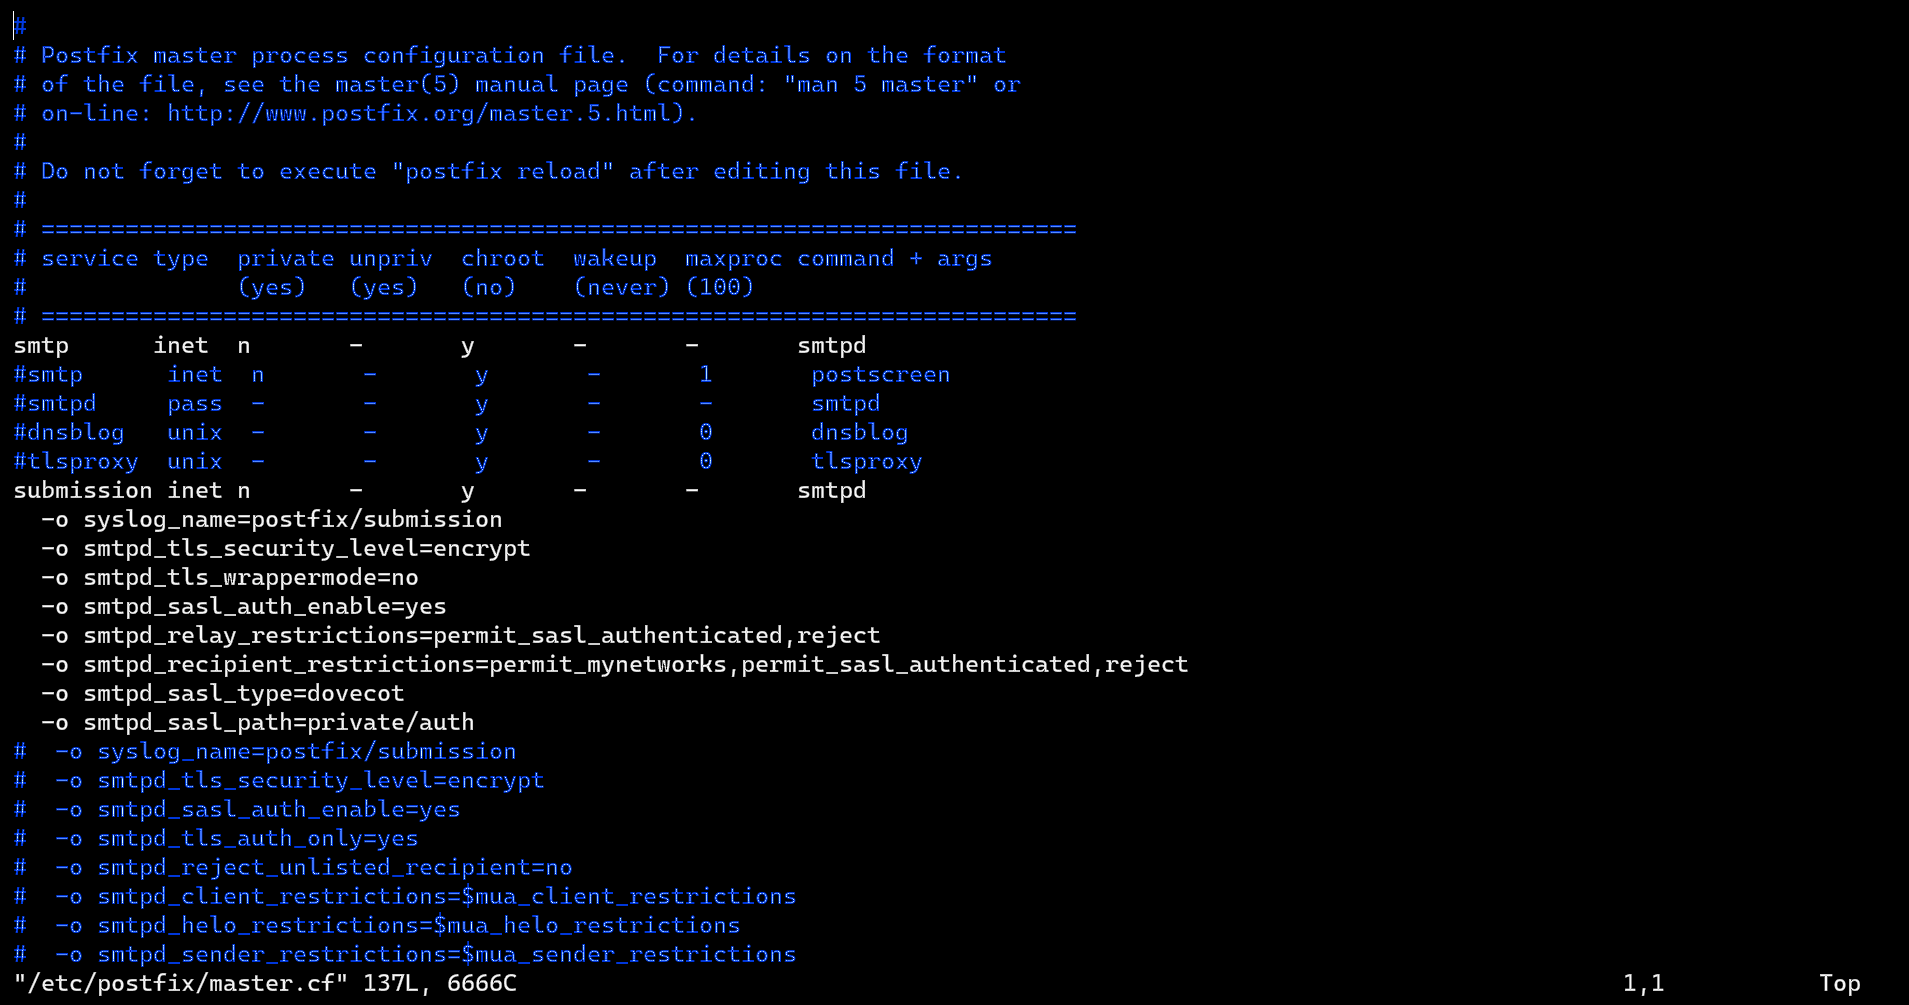 #
# Postfix master process configuration file.  For details on the format
# of the file, see the master(5) manual page (command: "man 5 master" or
# on-line: http://www.postfix.org/master.5.html).
#
# Do not forget to execute "postfix reload" after editing this file.
#
# ==========================================================================
# service type  private unpriv  chroot  wakeup  maxproc command + args
#               (yes)   (yes)   (no)    (never) (100)
# ==========================================================================
smtp      inet  n       -       y       -       -       smtpd
#smtp      inet  n       -       y       -       1       postscreen
#smtpd     pass  -       -       y       -       -       smtpd
#dnsblog   unix  -       -       y       -       0       dnsblog
#tlsproxy  unix  -       -       y       -       0       tlsproxy
submission inet n       -       y       -       -       smtpd
  -o syslog_name=postfix/submission
  -o smtpd_tls_security_level=encrypt
  -o smtpd_tls_wrappermode=no
  -o smtpd_sasl_auth_enable=yes
  -o smtpd_relay_restrictions=permit_sasl_authenticated,reject
  -o smtpd_recipient_restrictions=permit_mynetworks,permit_sasl_authenticated,reject
  -o smtpd_sasl_type=dovecot
  -o smtpd_sasl_path=private/auth
#  -o syslog_name=postfix/submission
#  -o smtpd_tls_security_level=encrypt
#  -o smtpd_sasl_auth_enable=yes
#  -o smtpd_tls_auth_only=yes
#  -o smtpd_reject_unlisted_recipient=no
#  -o smtpd_client_restrictions=$mua_client_restrictions
#  -o smtpd_helo_restrictions=$mua_helo_restrictions
#  -o smtpd_sender_restrictions=$mua_sender_restrictions
"/etc/postfix/master.cf" 137L, 6666C                                               1,1           Top